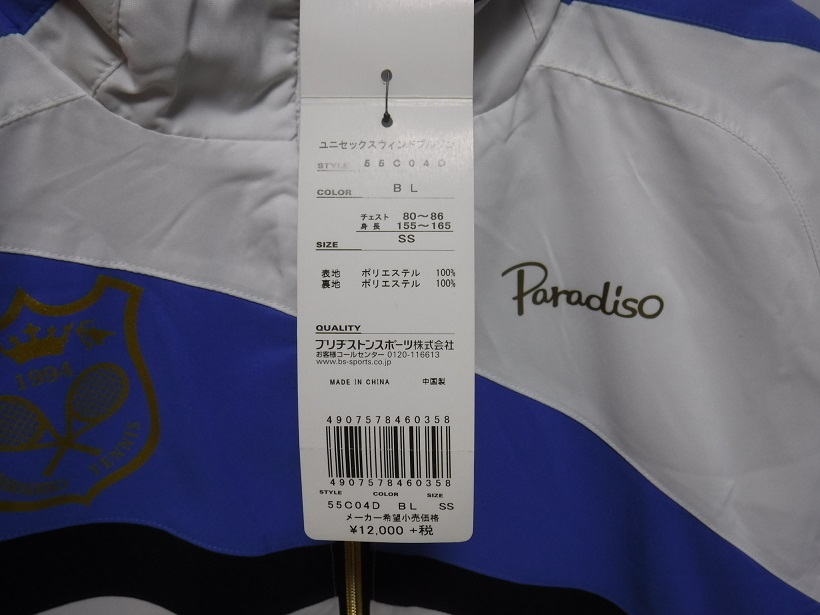 ユニセックスウィンドブルゾン
STYLE 55C04D
COLOR BL
チェスト 80～86
身長 155～165
SIZE SS
表地 ポリエステル 100%
裏地 ポリエステル 100%
QUALITY
ブリヂストンスポーツ株式会社
お客様コールセンター 0120-116613
www.bs-sports.co.jp
MADE IN CHINA 中国製
4907578460358
4907578460358
STYLE COLOR SIZE
55C04D BL SS
メーカー希望小売価格
¥12,000 +税
Paradiso
1994
TENNIS